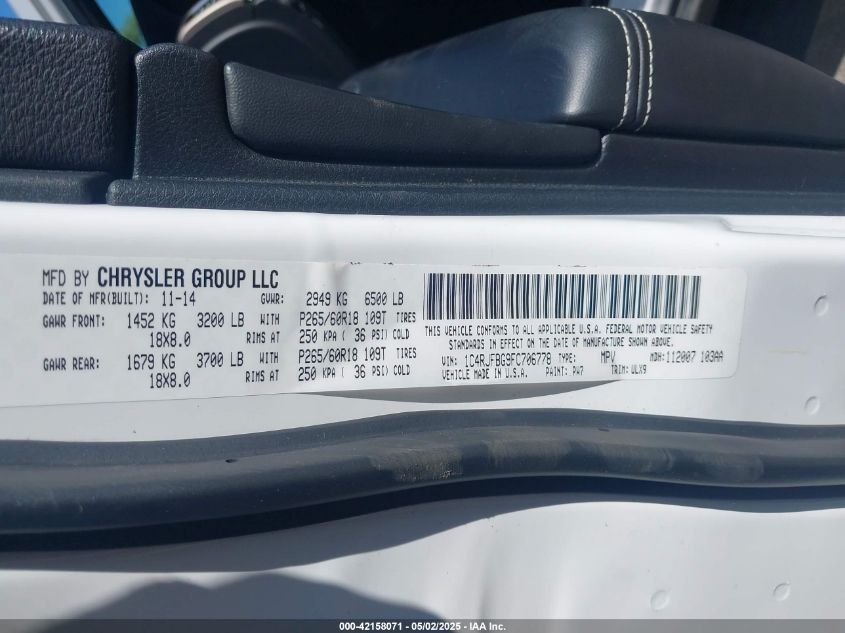 MFD BY CHRYSLER GROUP LLC
DATE OF MFR(BUILT): 11-14 GVWR: 2949 KG 6500 LB
GAWR FRONT: 1452 KG 3200 LB WITH P265/60R18 109T TIRES
18X8.0 RIMS AT 250 KPA ( 36 PSI) COLD
GAWR REAR: 1679 KG 3700 LB WITH P265/60R18 109T TIRES
18X8.0 RIMS AT 250 KPA ( 36 PSI) COLD
THIS VEHICLE CONFORMS TO ALL APPLICABLE U.S.A. FEDERAL MOTOR VEHICLE SAFETY
STANDARDS IN EFFECT ON THE DATE OF MANUFACTURE SHOWN ABOVE.
VIN: 1C4RJFBG9FC706778 TYPE: MPV MDH: 112007 103AA
VEHICLE MADE IN U.S.A. PAINT: PW7 TRIM: ULX9
000-42158071 - 05/02/2025 - IAA Inc.